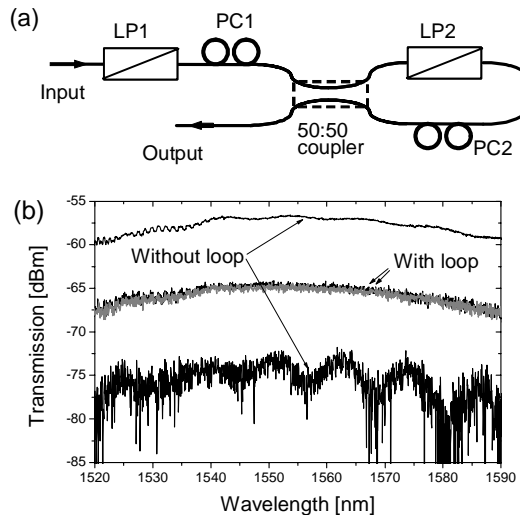 (a)
LP1
PC1
LP2
Input
Output
50:50
coupler
PC2
(b)
Transmission [dBm]
-55
-60
-65
-70
-75
-80
-85
Without loop
With loop
1520
1530
1540
1550
1560
1570
1580
1590
Wavelength [nm]